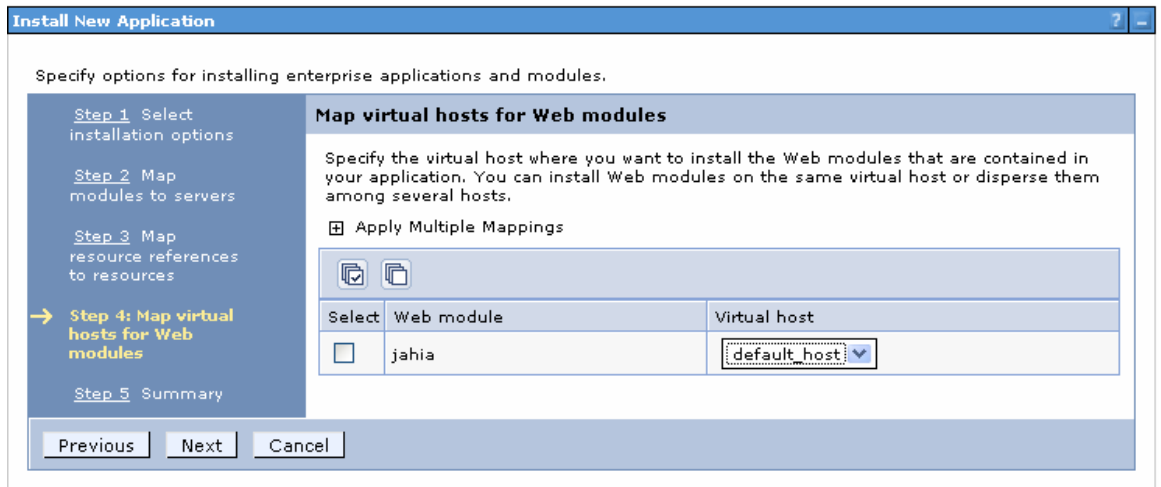 Install New Application
?
Specify options for installing enterprise applications and modules.
Step 1 Select
installation options
Step 2 Map
modules to servers
Step 3 Map
resource references
to resources
Step 4: Map virtual
hosts for Web
modules
Step 5 Summary
Map virtual hosts for Web modules
Specify the virtual host where you want to install the Web modules that are contained in
your application. You can install Web modules on the same virtual host or disperse them
among several hosts.
Apply Multiple Mappings
Select Web module Virtual host
jahia default_host
Previous Next Cancel